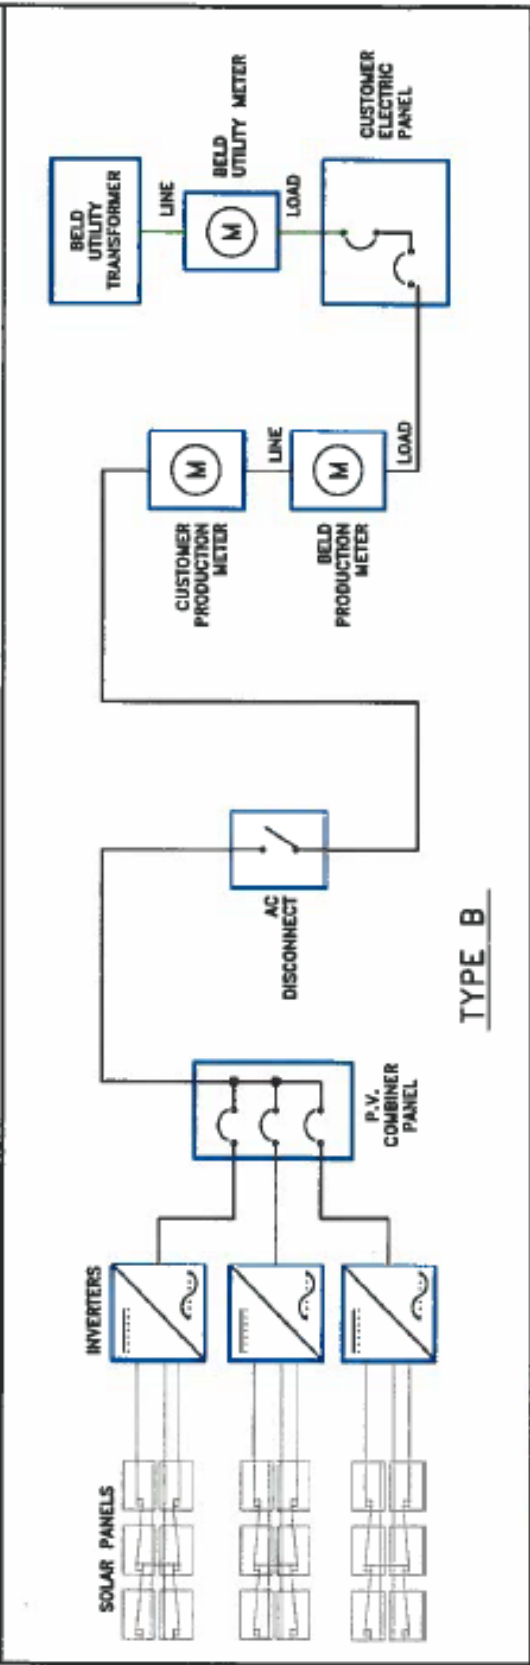 SOLAR PANELS
INVERTERS
P.V.
COMBINER
PANEL
AC
DISCONNECT
TYPE B
CUSTOMER
PRODUCTION
METER
M
LINE
BELD
PRODUCTION
METER
M
LOAD
BELD
UTILITY
TRANSFORMER
LINE
BELD
UTILITY METER
M
LOAD
CUSTOMER
ELECTRIC
PANEL